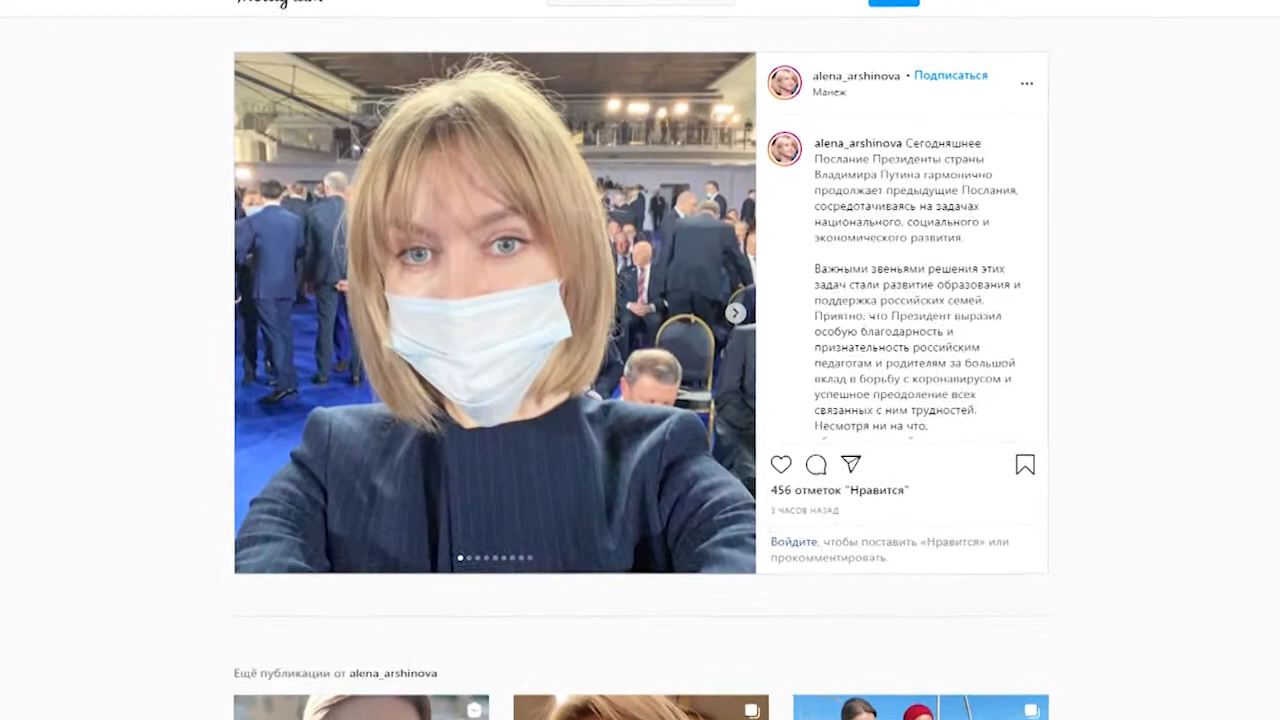 alena_arshinova • Подписаться
Манеж
alena_arshinova Сегодняшнее
Послание Президенты страны
Владимира Путина гармонично
продолжает предыдущие Послания,
сосредотачиваясь на задачах
национального, социального и
экономического развития.
Важными звеньями решения этих
задач стали развитие образования и
поддержка российских семей.
Приятно, что Президент выразил
особую благодарность и
признательность российским
педагогам и родителям за большой
вклад в борьбу с коронавирусом и
успешное преодоление всех
связанных с ним трудностей.
Несмотря ни на что,
456 отметок "Нравится"
3 ЧАСОВ НАЗАД
Войдите, чтобы поставить «Нравится» или
прокомментировать.
Ещё публикации от alena_arshinova